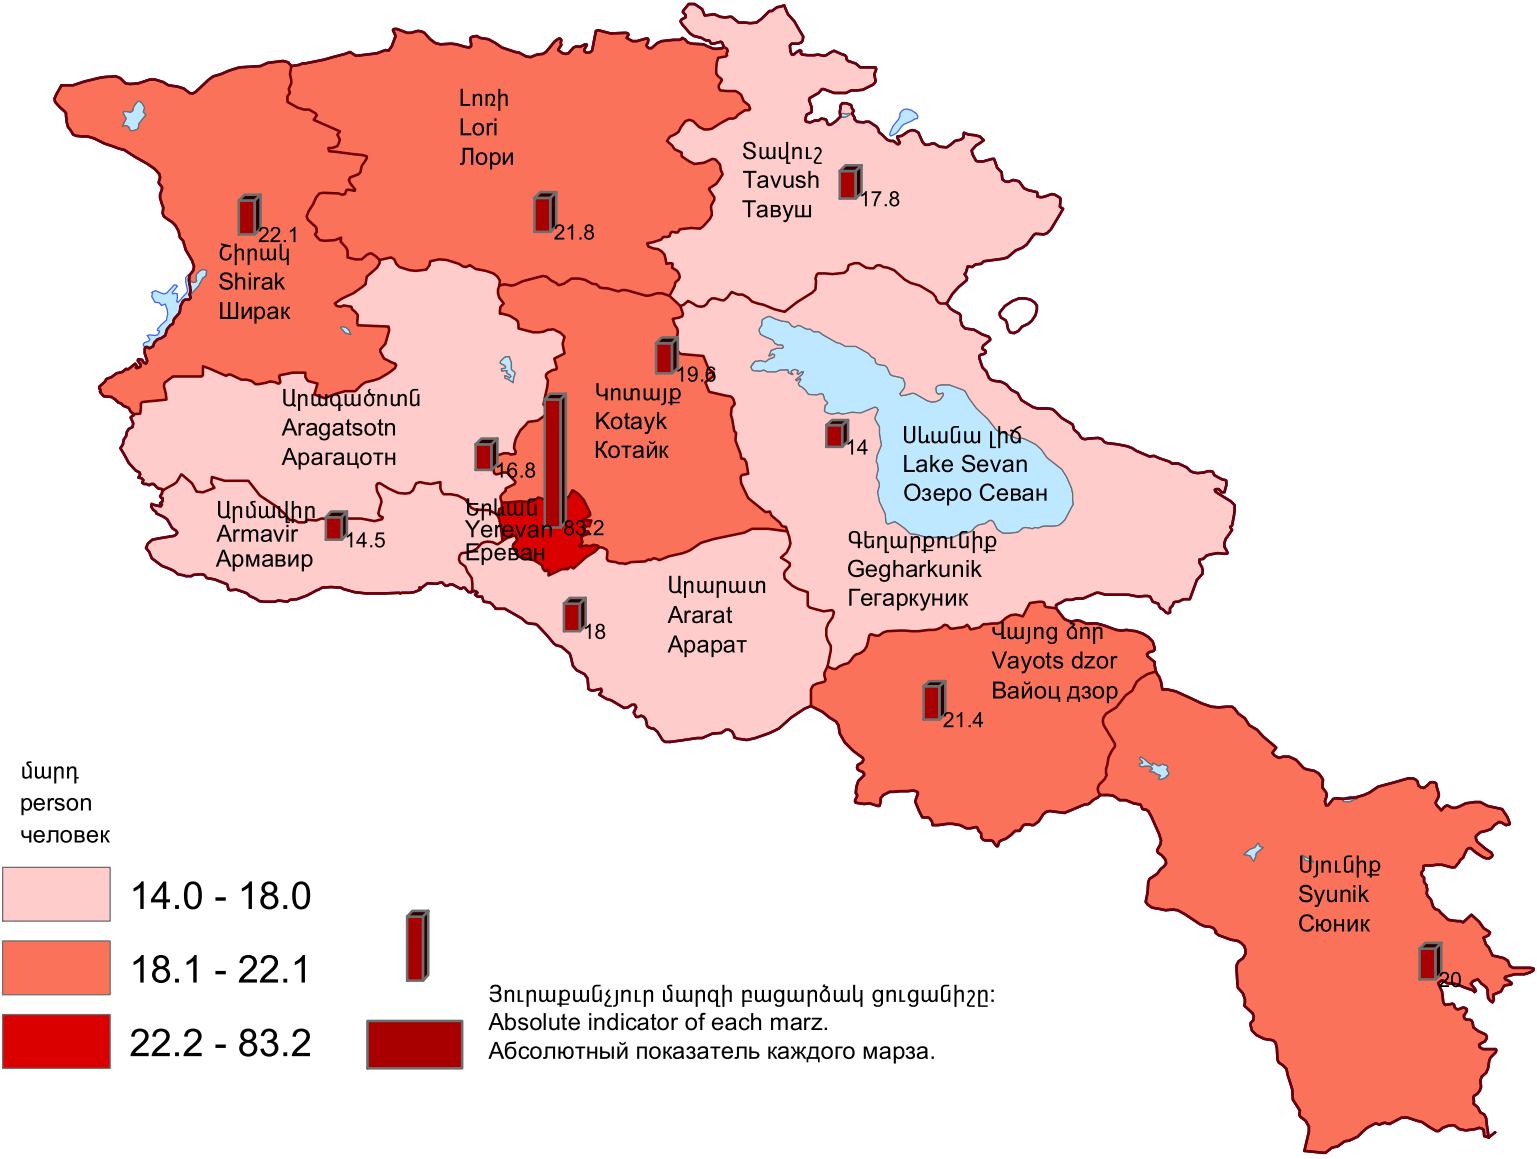 Լոռի
Lori
Лори
21.8
Տավուշ
Tavush
Тавуш
17.8
22.1
Շիրակ
Shirak
Ширак
19.6
Կոտայք
Kotayk
Котайк
Արագածոտն
Aragatsotn
Арагацотн
16.8
14
Սևանա լիճ
Lake Sevan
Озеро Севан
Արմավիր
Armavir
Армавир
14.5
Երևան
Yerevan
Ереван
83.2
Գեղարքունիք
Gegharkunik
Гегаркуник
Արարատ
Ararat
Арарат
18
Վայոց ձոր
Vayots dzor
Вайоц дзор
21.4
Սյունիք
Syunik
Сюник
20
մարդ
person
человек
14.0 - 18.0
18.1 - 22.1
22.2 - 83.2
Յուրաքանչյուր մարզի բացարձակ ցուցանիշը:
Absolute indicator of each marz.
Абсолютный показатель каждого марза.